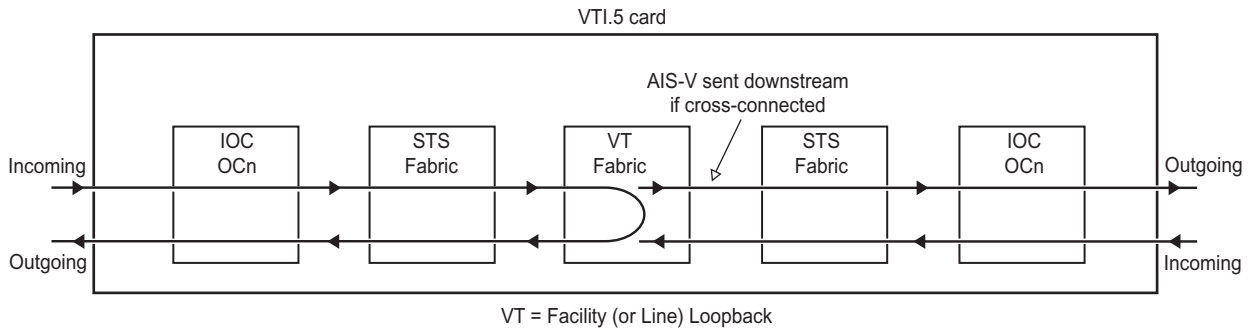 VTI.5 card
AIS-V sent downstream
if cross-connected
IOC
OCn
STS
Fabric
VT
Fabric
STS
Fabric
IOC
OCn
Incoming
Outgoing
Outgoing
Incoming
VT = Facility (or Line) Loopback